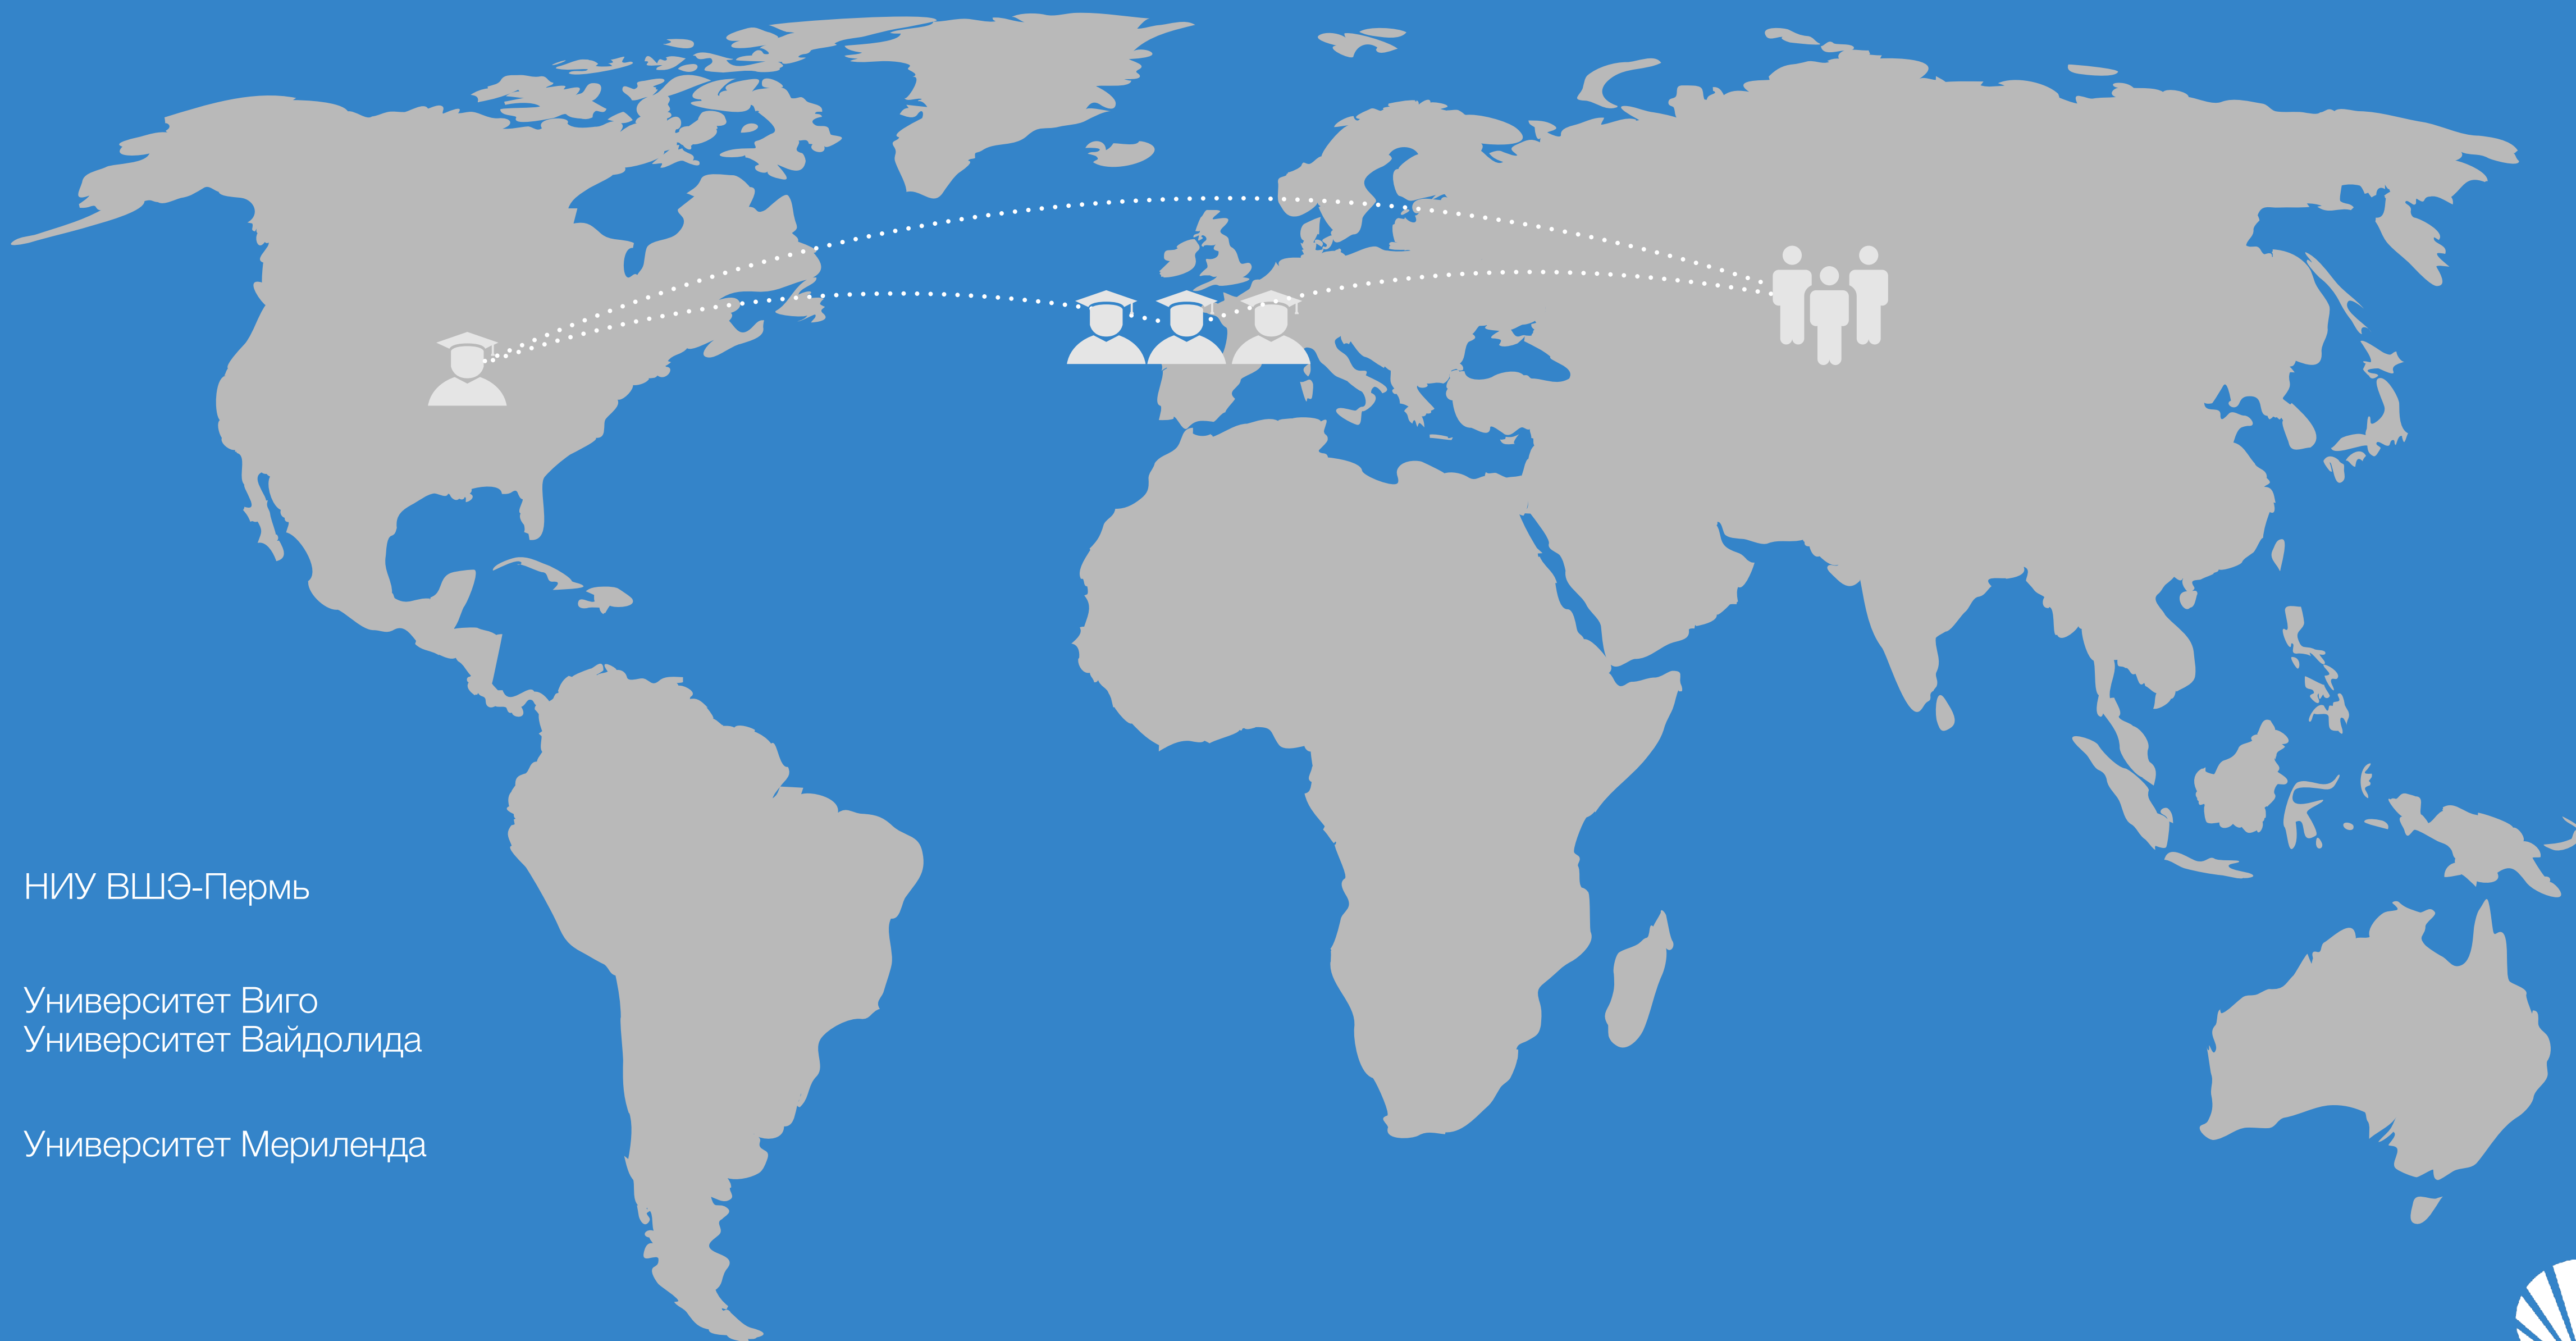 НИУ ВШЭ-Пермь
Университет Виго
Университет Вайдолида
Университет Мериленда